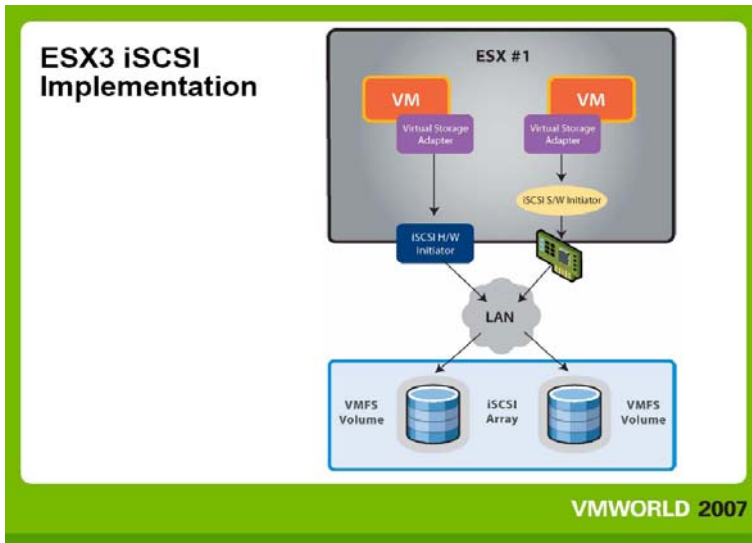 ESX3 iSCSI
Implementation
ESX #1
VM
VM
Virtual Storage
Adapter
Virtual Storage
Adapter
iSCSI S/W Initiator
iSCSI H/W
Initiator
LAN
VMFS
Volume
iSCSI
Array
VMFS
Volume
VMWORLD 2007